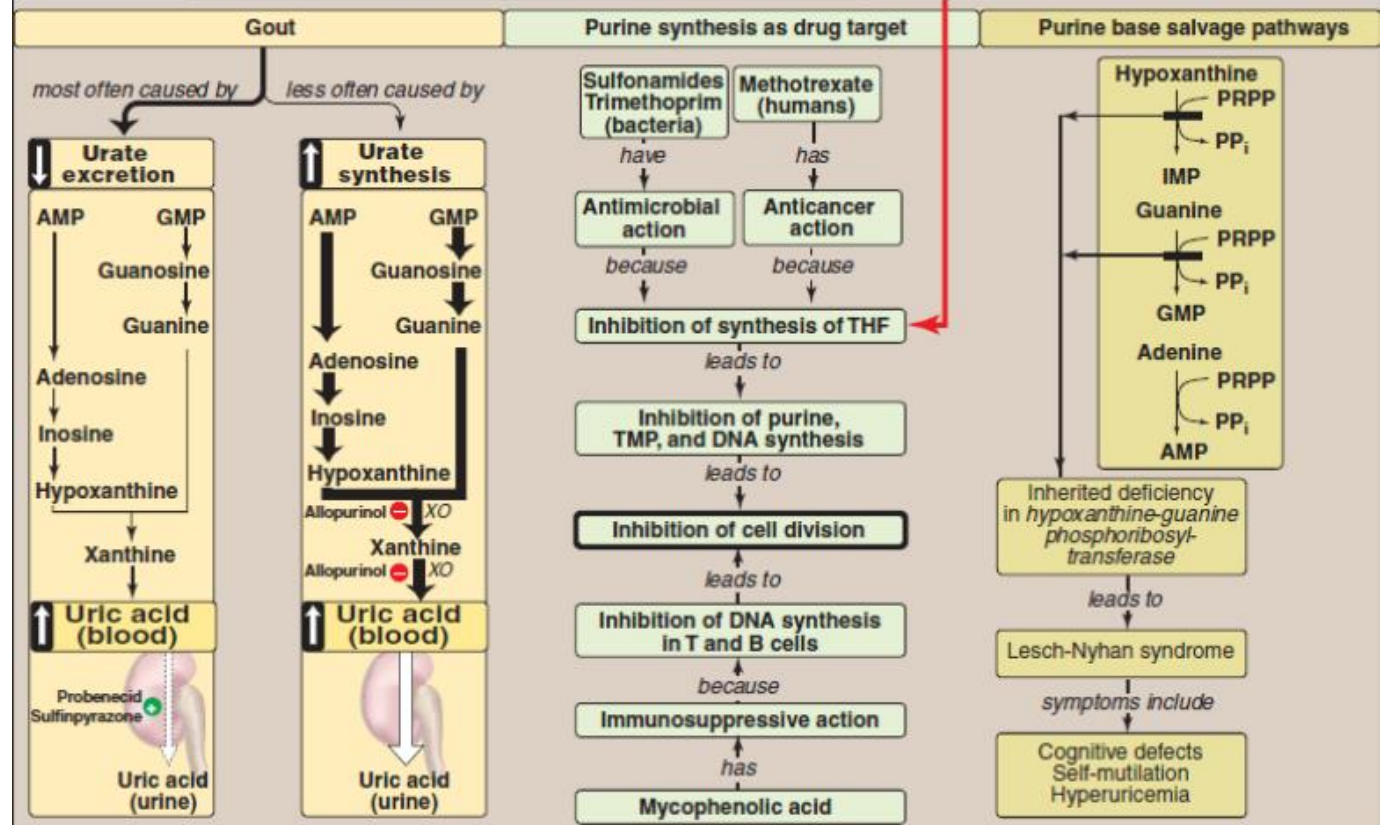 Gout
most often caused by
less often caused by
Urate
excretion
AMP
GMP
Guanosine
Guanine
Adenosine
Inosine
Hypoxanthine
Xanthine
Uric acid
(blood)
Probenecid
Sulfinpyrazone
+
Uric acid
(urine)
Urate
synthesis
AMP
GMP
Guanosine
Guanine
Adenosine
Inosine
Hypoxanthine
Allopurinol − XO
Xanthine
Allopurinol − XO
Uric acid
(blood)
Uric acid
(urine)
Purine synthesis as drug target
Sulfonamides
Trimethoprim
(bacteria)
have
Antimicrobial
action
because
Methotrexate
(humans)
has
Anticancer
action
because
Inhibition of synthesis of THF
leads to
Inhibition of purine,
TMP, and DNA synthesis
leads to
Inhibition of cell division
leads to
Inhibition of DNA synthesis
in T and B cells
because
Immunosuppressive action
has
Mycophenolic acid
Purine base salvage pathways
Hypoxanthine
PRPP
PPi
IMP
Guanine
PRPP
PPi
GMP
Adenine
PRPP
PPi
AMP
Inherited deficiency
in hypoxanthine-guanine
phosphoribosyl-
transferase
leads to
Lesch-Nyhan syndrome
symptoms include
Cognitive defects
Self-mutilation
Hyperuricemia